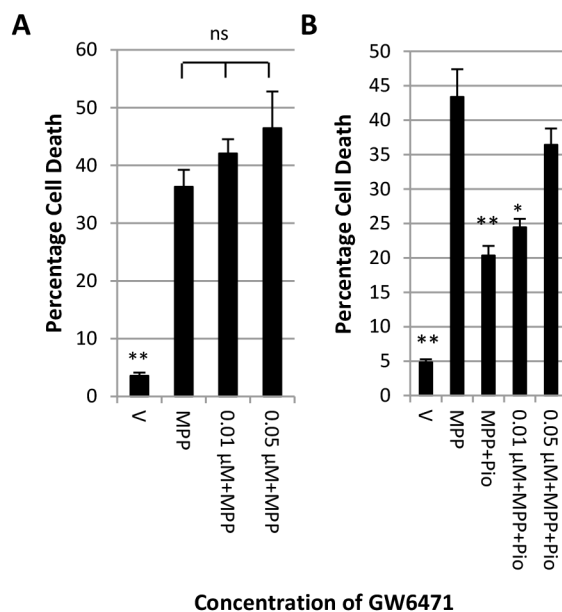 A
B
ns
60
50
40
30
20
10
0
Percentage Cell Death
**
V
MPP
0.01 µM+MPP
0.05 µM+MPP
50
45
40
35
30
25
20
15
10
5
0
Percentage Cell Death
**
**
*
V
MPP
MPP+Pio
0.01 µM+MPP+Pio
0.05 µM+MPP+Pio
Concentration of GW6471